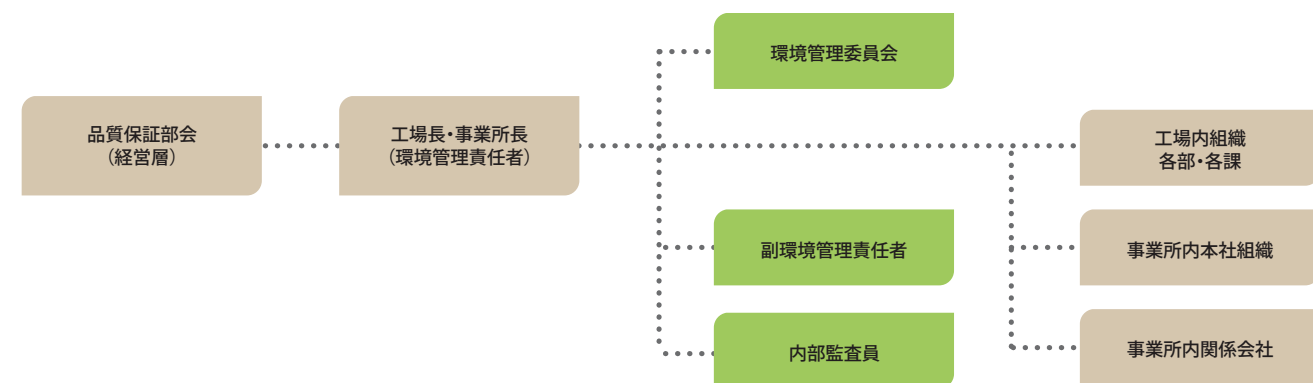 環境管理委員会
品質保証部会
（経営層）
工場長・事業所長
（環境管理責任者）
工場内組織
各部・各課
副環境管理責任者
事業所内本社組織
内部監査員
事業所内関係会社